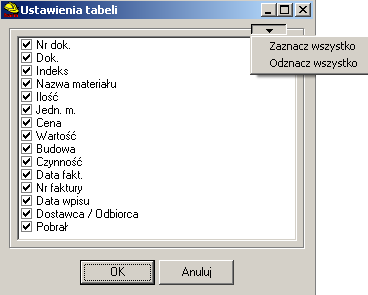 Ustawienia tabeli
Zaznacz wszystko
Odznacz wszystko
Nr dok.
Dok.
Indeks
Nazwa materiału
Ilość
Jedn. m.
Cena
Wartość
Budowa
Czynność
Data fakt.
Nr faktury
Data wpisu
Dostawca / Odbiorca
Pobrał
OK
Anuluj